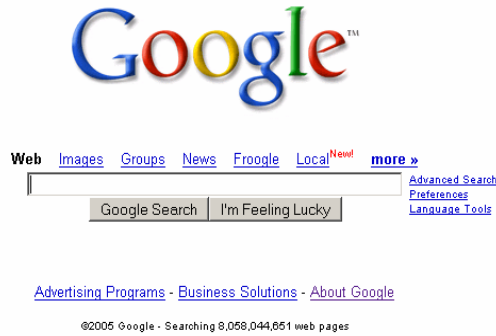 Google™
Web Images Groups News Froogle Local New! more »
Advanced Search
Preferences
Language Tools
Google Search I'm Feeling Lucky
Advertising Programs - Business Solutions - About Google
©2005 Google - Searching 8,058,044,651 web pages